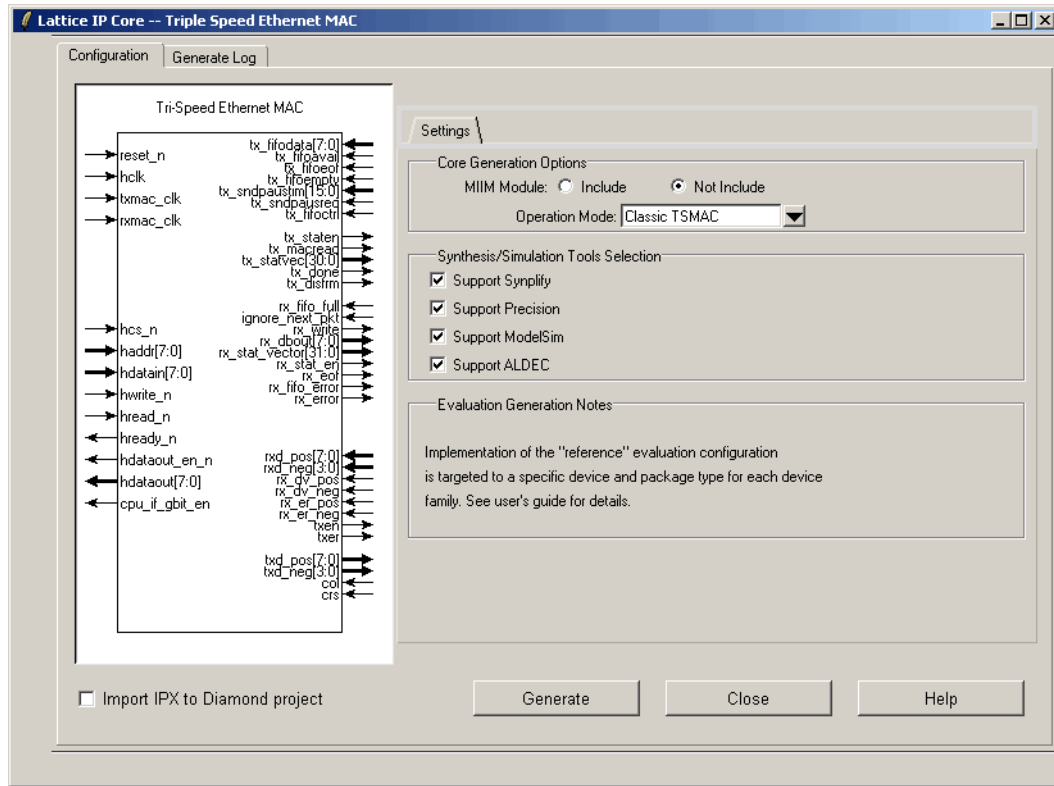 Lattice IP Core -- Triple Speed Ethernet MAC
Configuration
Generate Log
Tri-Speed Ethernet MAC
reset_n
hclk
txmac_clk
rxmac_clk
hcs_n
haddr[7:0]
hdatain[7:0]
hwrite_n
hread_n
hready_n
hdataout_en_n
hdataout[7:0]
cpu_if_gbit_en
tx_fifodata[7:0]
tx_fifoavail
tx_fifoeof
tx_fifoempty
tx_sndpaustim[15:0]
tx_sndpausreq
tx_fifoctrl
tx_staten
tx_macread
tx_statvec[30:0]
tx_done
tx_disfrm
rx_fifo_full
ignore_next_pkt
rx_write
rx_dbout[7:0]
rx_stat_vector[31:0]
rx_stat_en
rx_eof
rx_fifo_error
rx_error
rxd_pos[7:0]
rxd_neg[3:0]
rx_dv_pos
rx_dv_neg
rx_er_pos
rx_er_neg
txen
txer
txd_pos[7:0]
txd_neg[3:0]
col
crs
Settings
Core Generation Options
MIIM Module: Include Not Include
Operation Mode: Classic TSMAC
Synthesis/Simulation Tools Selection
Support Synplify
Support Precision
Support ModelSim
Support ALDEC
Evaluation Generation Notes
Implementation of the "reference" evaluation configuration
is targeted to a specific device and package type for each device
family. See user's guide for details.
Import IPX to Diamond project
Generate
Close
Help